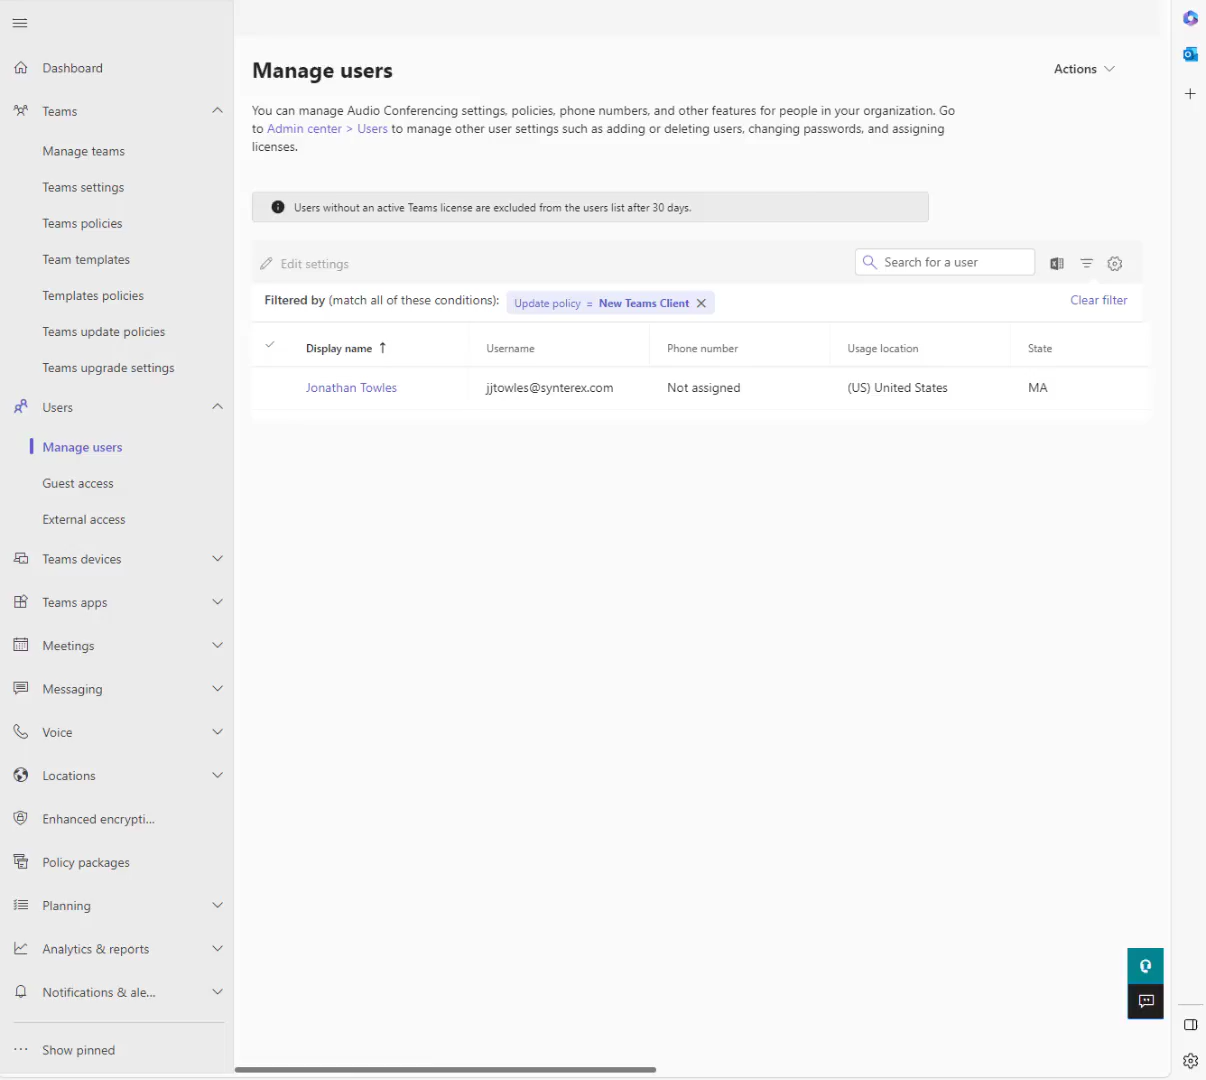 Dashboard
Teams
Manage teams
Teams settings
Teams policies
Team templates
Templates policies
Teams update policies
Teams upgrade settings
Users
Manage users
Guest access
External access
Teams devices
Teams apps
Meetings
Messaging
Voice
Locations
Enhanced encrypti...
Policy packages
Planning
Analytics & reports
Notifications & ale...
Show pinned
Manage users
Actions
You can manage Audio Conferencing settings, policies, phone numbers, and other features for people in your organization. Go
to Admin center > Users to manage other user settings such as adding or deleting users, changing passwords, and assigning
licenses.
Users without an active Teams license are excluded from the users list after 30 days.
Edit settings
Search for a user
Filtered by (match all of these conditions): Update policy = New Teams Client
Clear filter
Display name ↑ Username Phone number Usage location State
Jonathan Towles jjtowles@synterex.com Not assigned (US) United States MA